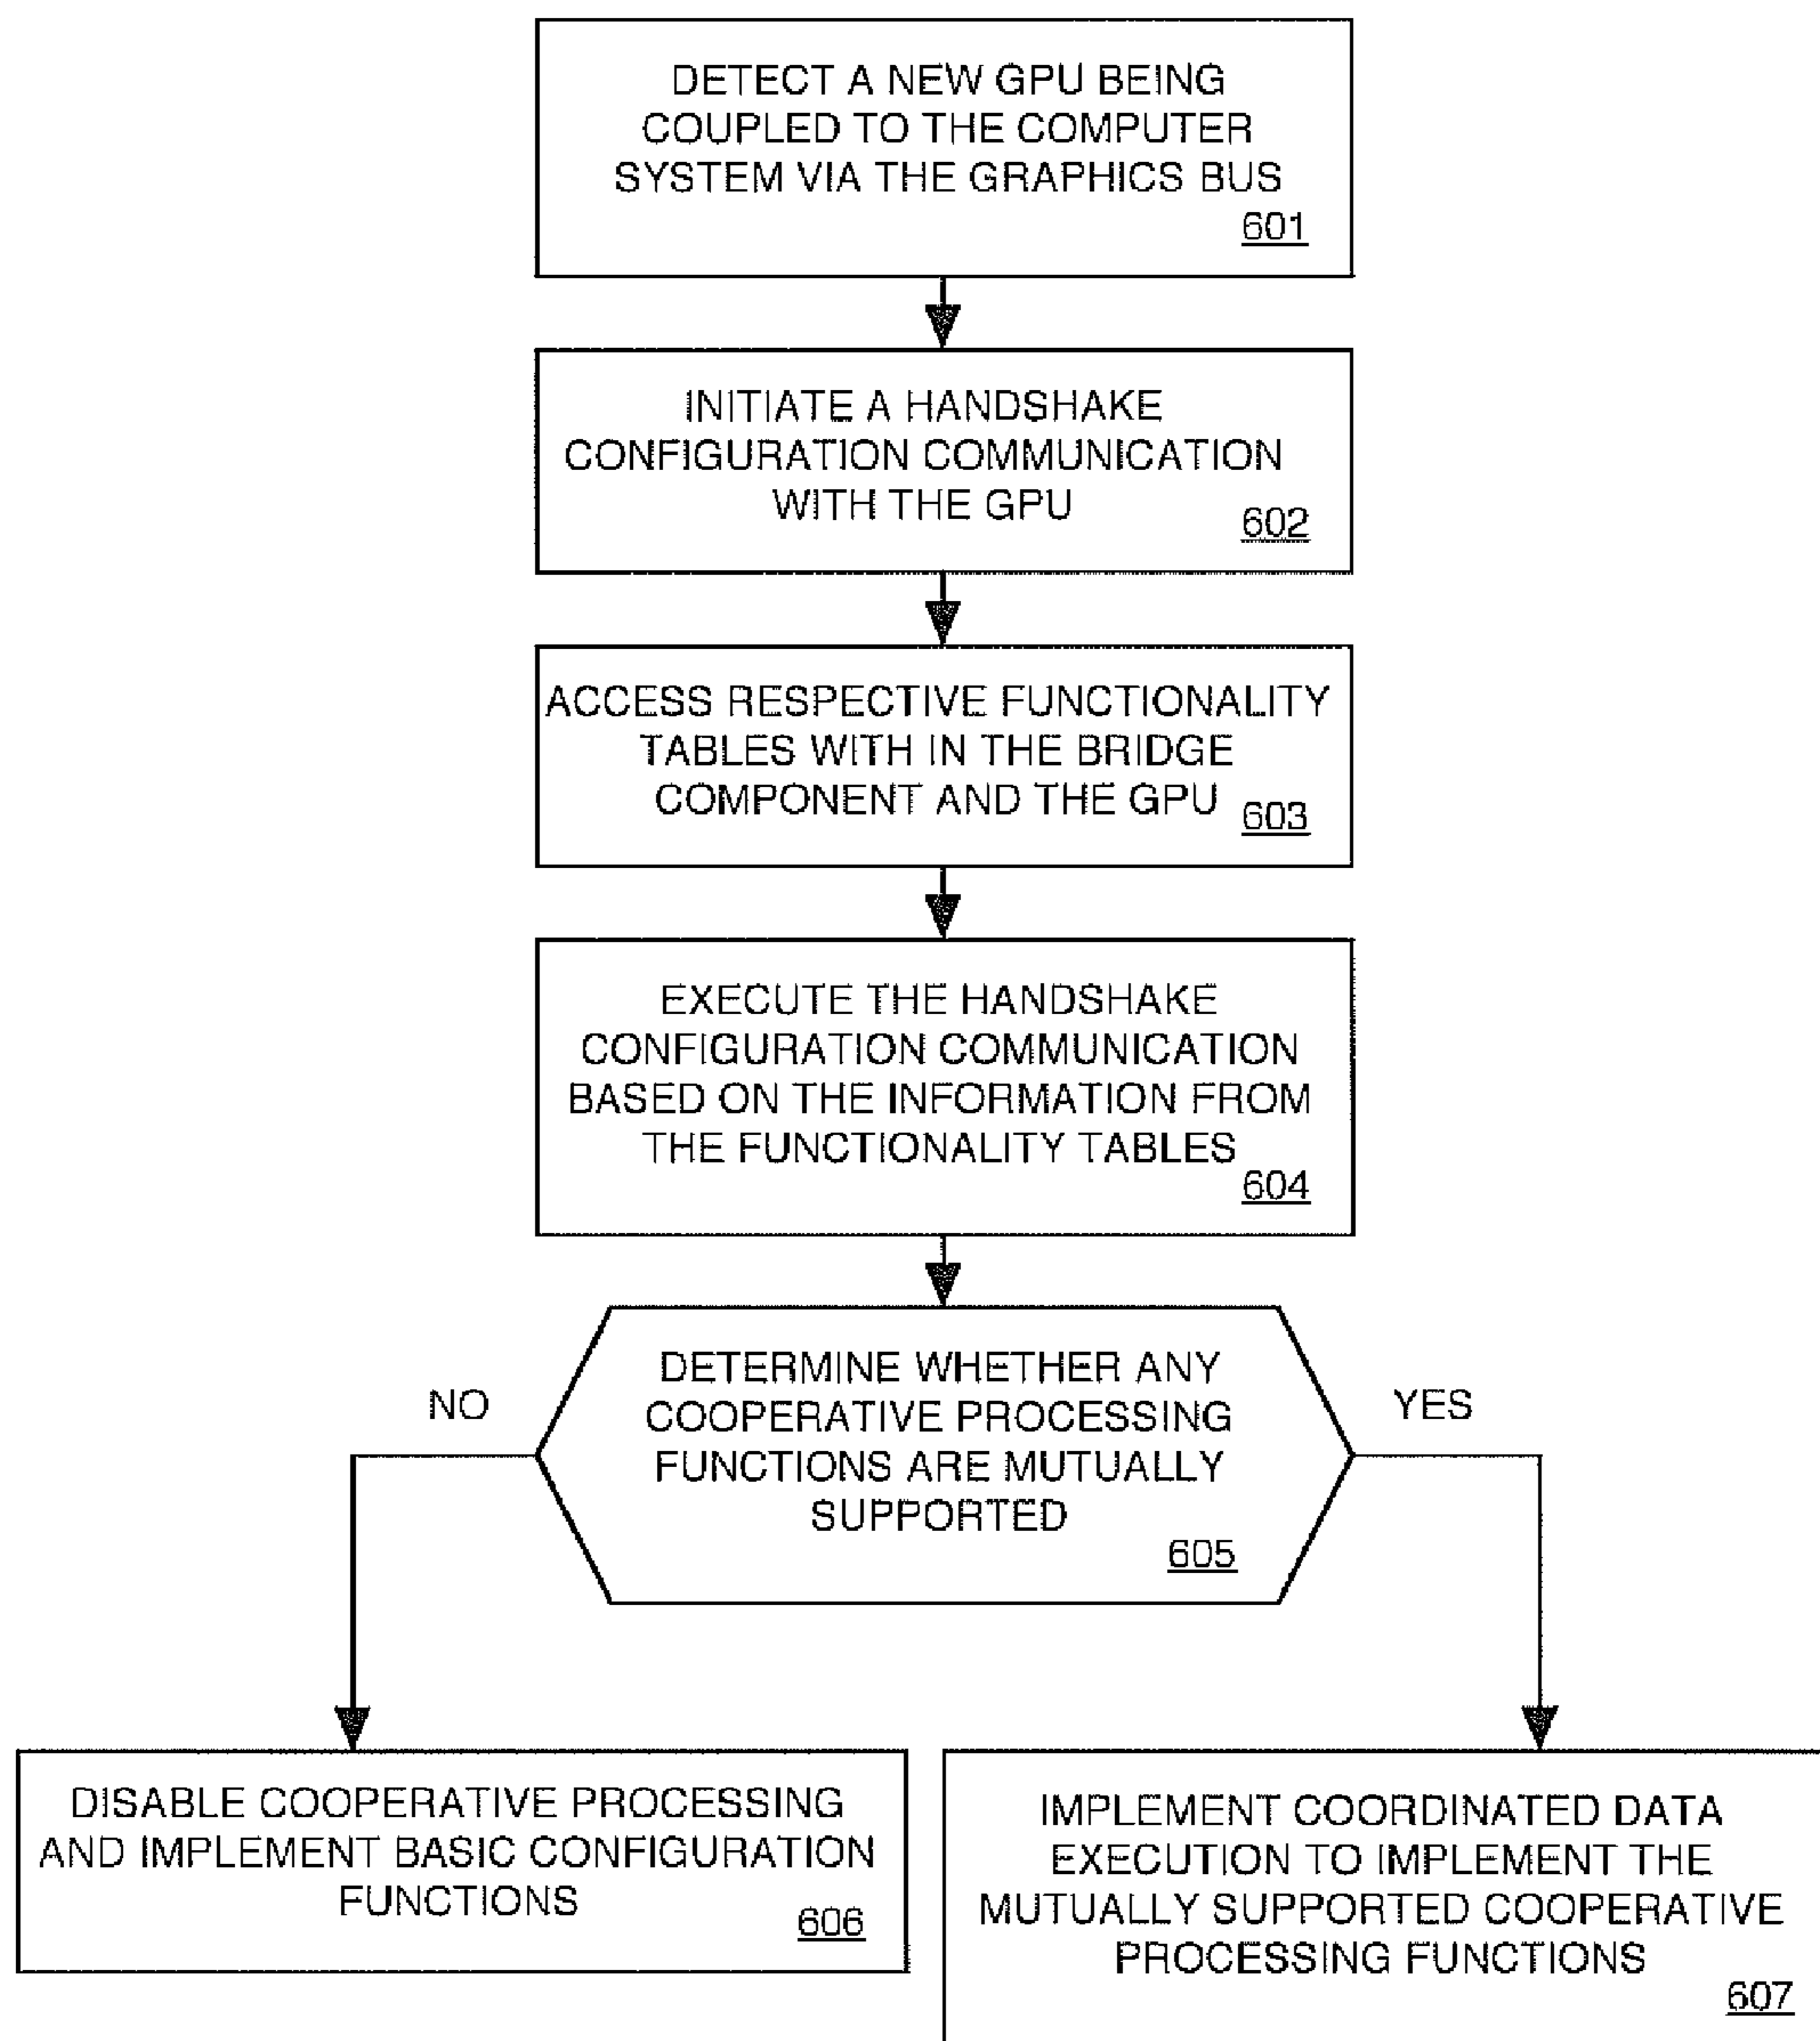 DETECT A NEW GPU BEING
COUPLED TO THE COMPUTER
SYSTEM VIA THE GRAPHICS BUS
601
INITIATE A HANDSHAKE
CONFIGURATION COMMUNICATION
WITH THE GPU
602
ACCESS RESPECTIVE FUNCTIONALITY
TABLES WITH IN THE BRIDGE
COMPONENT AND THE GPU
603
EXECUTE THE HANDSHAKE
CONFIGURATION COMMUNICATION
BASED ON THE INFORMATION FROM
THE FUNCTIONALITY TABLES
604
DETERMINE WHETHER ANY
COOPERATIVE PROCESSING
FUNCTIONS ARE MUTUALLY
SUPPORTED
605
NO
YES
DISABLE COOPERATIVE PROCESSING
AND IMPLEMENT BASIC CONFIGURATION
FUNCTIONS
606
IMPLEMENT COORDINATED DATA
EXECUTION TO IMPLEMENT THE
MUTUALLY SUPPORTED COOPERATIVE
PROCESSING FUNCTIONS
607